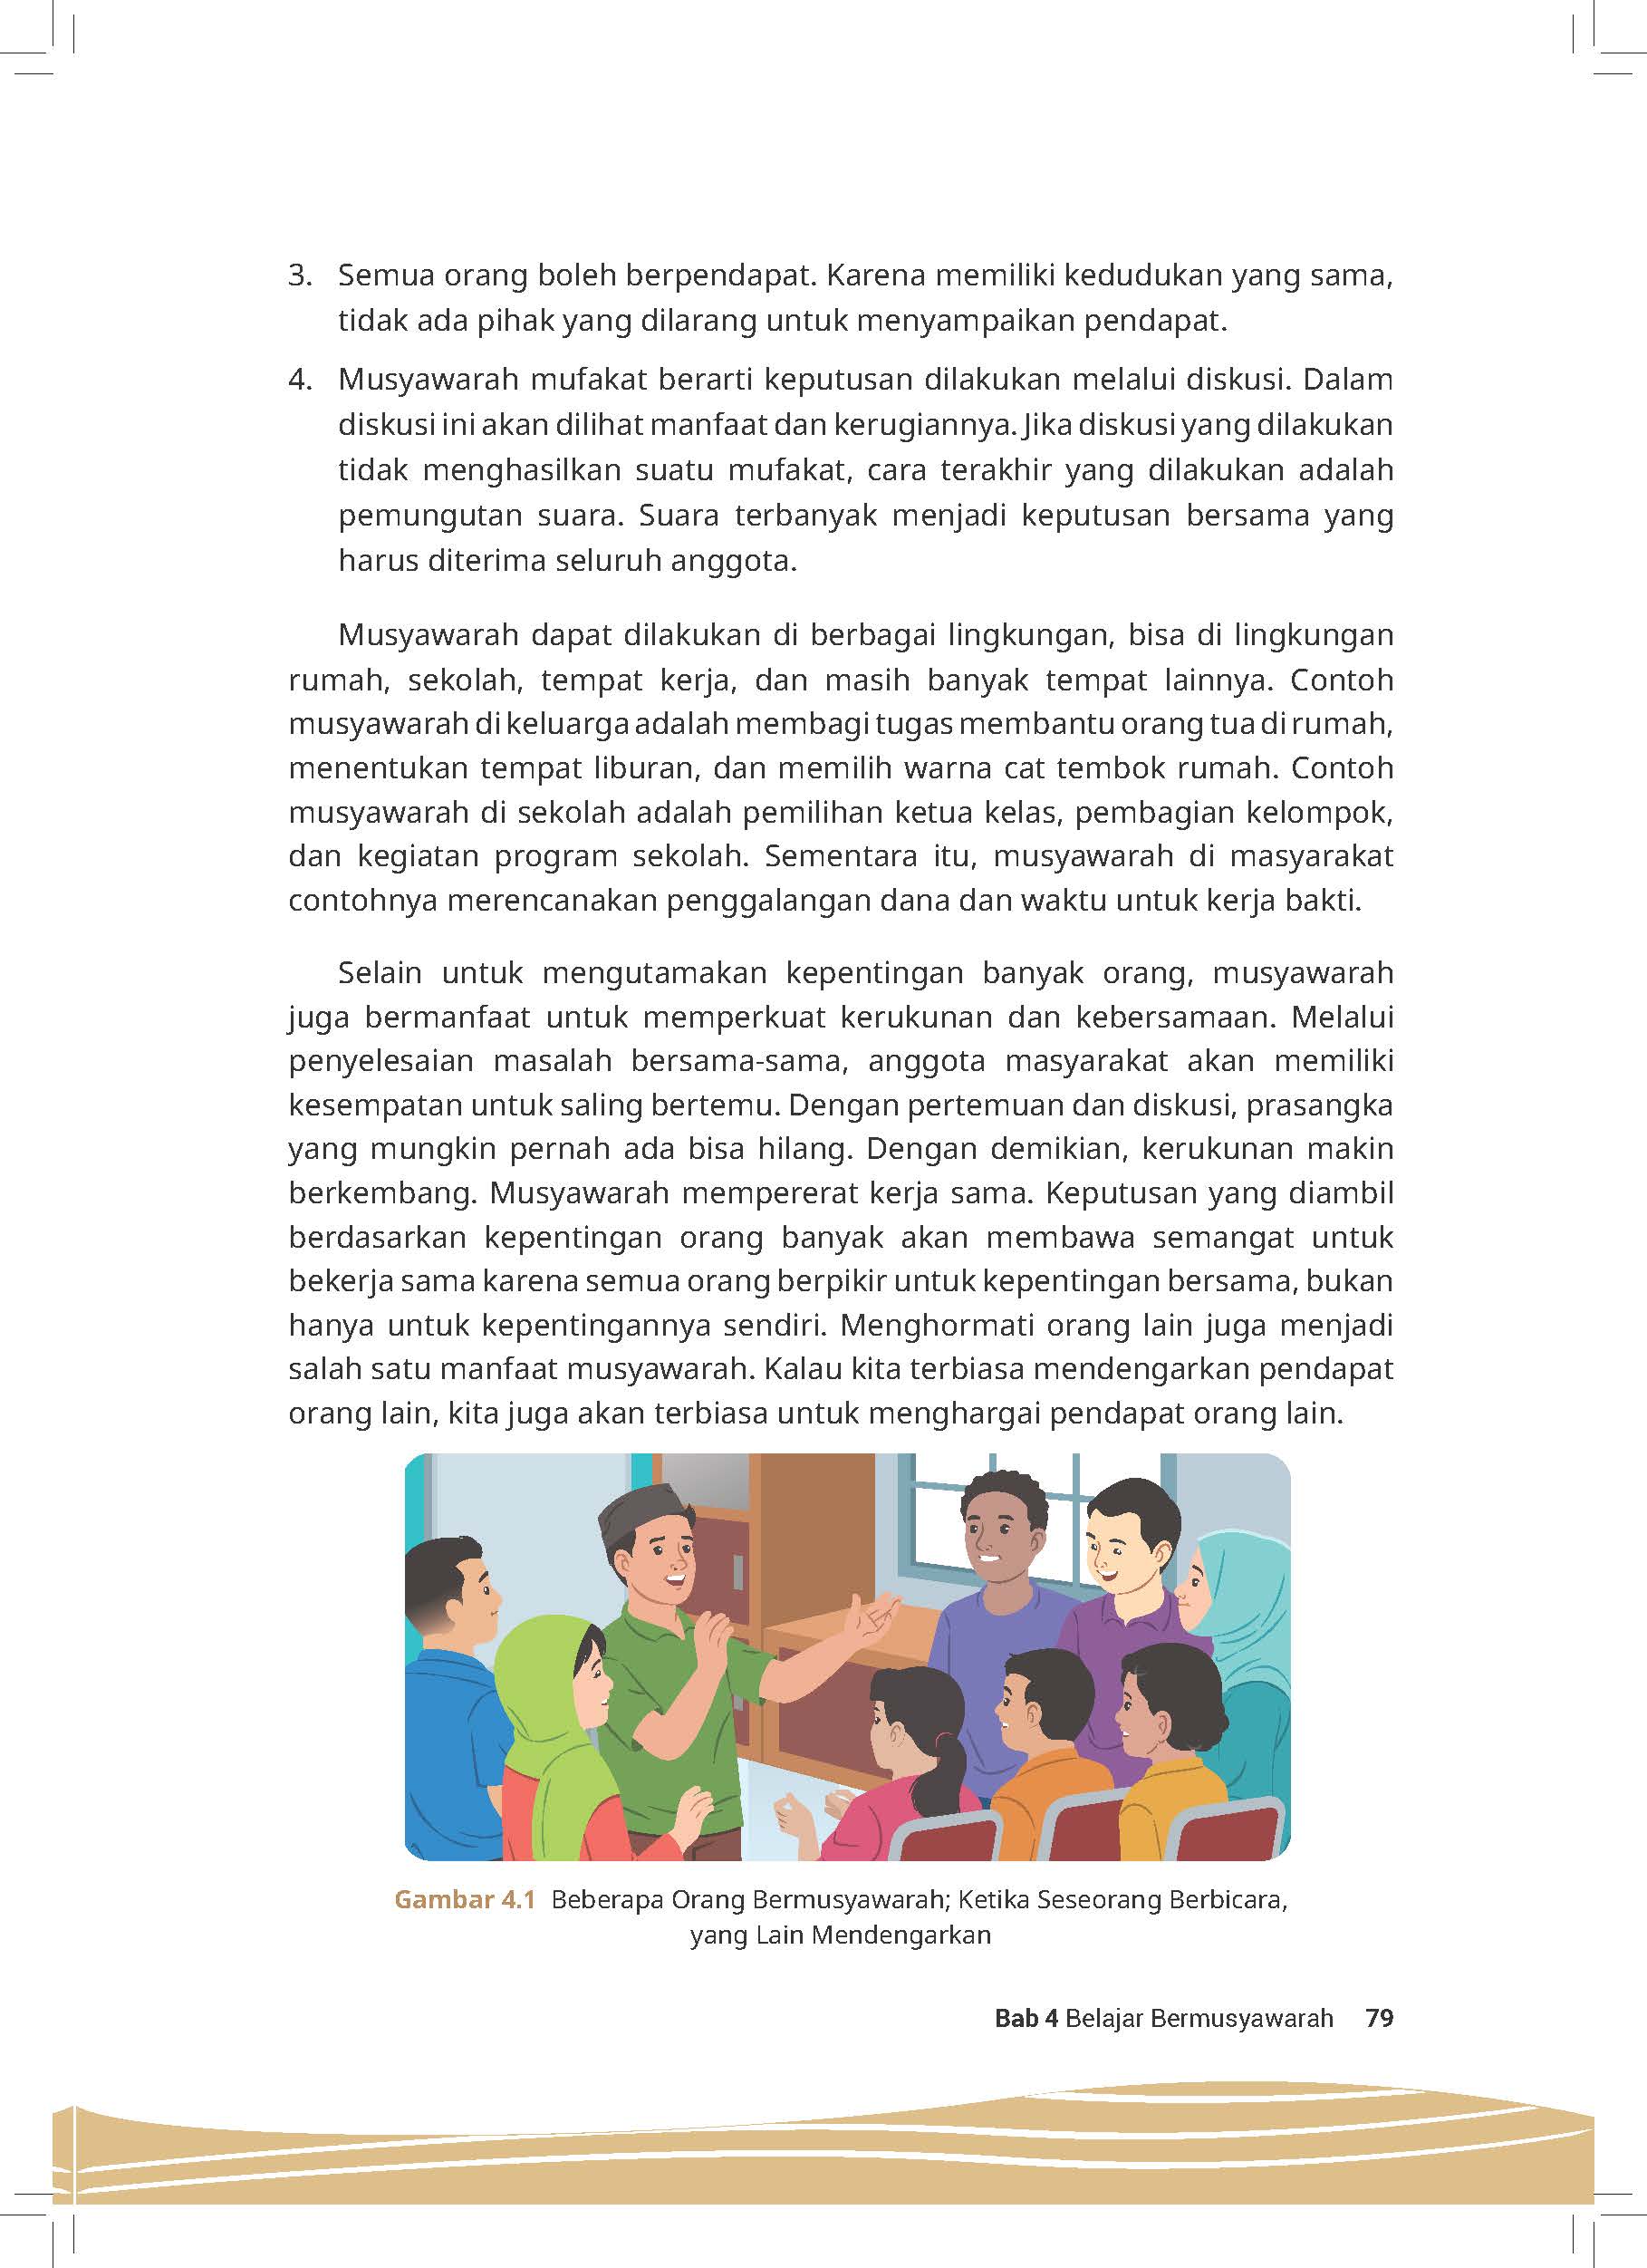 3. Semua orang boleh berpendapat. Karena memiliki kedudukan yang sama,
tidak ada pihak yang dilarang untuk menyampaikan pendapat.
4. Musyawarah mufakat berarti keputusan dilakukan melalui diskusi. Dalam
diskusi ini akan dilihat manfaat dan kerugiannya. Jika diskusi yang dilakukan
tidak menghasilkan suatu mufakat, cara terakhir yang dilakukan adalah
pemungutan suara. Suara terbanyak menjadi keputusan bersama yang
harus diterima seluruh anggota.
Musyawarah dapat dilakukan di berbagai lingkungan, bisa di lingkungan
rumah, sekolah, tempat kerja, dan masih banyak tempat lainnya. Contoh
musyawarah di keluarga adalah membagi tugas membantu orang tua di rumah,
menentukan tempat liburan, dan memilih warna cat tembok rumah. Contoh
musyawarah di sekolah adalah pemilihan ketua kelas, pembagian kelompok,
dan kegiatan program sekolah. Sementara itu, musyawarah di masyarakat
contohnya merencanakan penggalangan dana dan waktu untuk kerja bakti.
Selain untuk mengutamakan kepentingan banyak orang, musyawarah
juga bermanfaat untuk memperkuat kerukunan dan kebersamaan. Melalui
penyelesaian masalah bersama-sama, anggota masyarakat akan memiliki
kesempatan untuk saling bertemu. Dengan pertemuan dan diskusi, prasangka
yang mungkin pernah ada bisa hilang. Dengan demikian, kerukunan makin
berkembang. Musyawarah mempererat kerja sama. Keputusan yang diambil
berdasarkan kepentingan orang banyak akan membawa semangat untuk
bekerja sama karena semua orang berpikir untuk kepentingan bersama, bukan
hanya untuk kepentingannya sendiri. Menghormati orang lain juga menjadi
salah satu manfaat musyawarah. Kalau kita terbiasa mendengarkan pendapat
orang lain, kita juga akan terbiasa untuk menghargai pendapat orang lain.
Gambar 4.1 Beberapa Orang Bermusyawarah; Ketika Seseorang Berbicara,
yang Lain Mendengarkan
Bab 4 Belajar Bermusyawarah 79